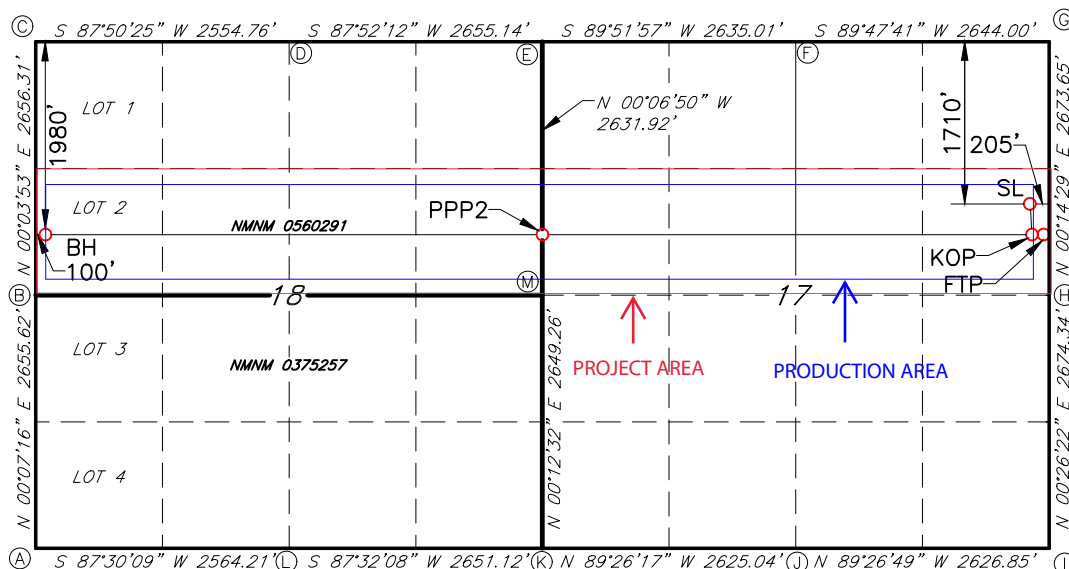 C
S 87°50'25" W 2554.76'
S 87°52'12" W 2655.14'
S 89°51'57" W 2635.01'
S 89°47'41" W 2644.00'
G
D
E
F
N 00°03'53" E 2656.31'
1980'
LOT 1
N 00°06'50" W
2631.92'
1710'
205'
N 00°14'29" E 2673.65'
SL
LOT 2
NMNM 0560291
PPP2
BH
100'
KOP
FTP
B
18
M
17
H
N 00°07'16" E 2655.62'
LOT 3
NMNM 0375257
N 00°12'32" E 2649.26'
PROJECT AREA
PRODUCTION AREA
N 00°26'22" E 2674.34'
LOT 4
A
S 87°30'09" W 2564.21'
L
S 87°32'08" W 2651.12'
K
N 89°26'17" W 2625.04'
J
N 89°26'49" W 2626.85'
I